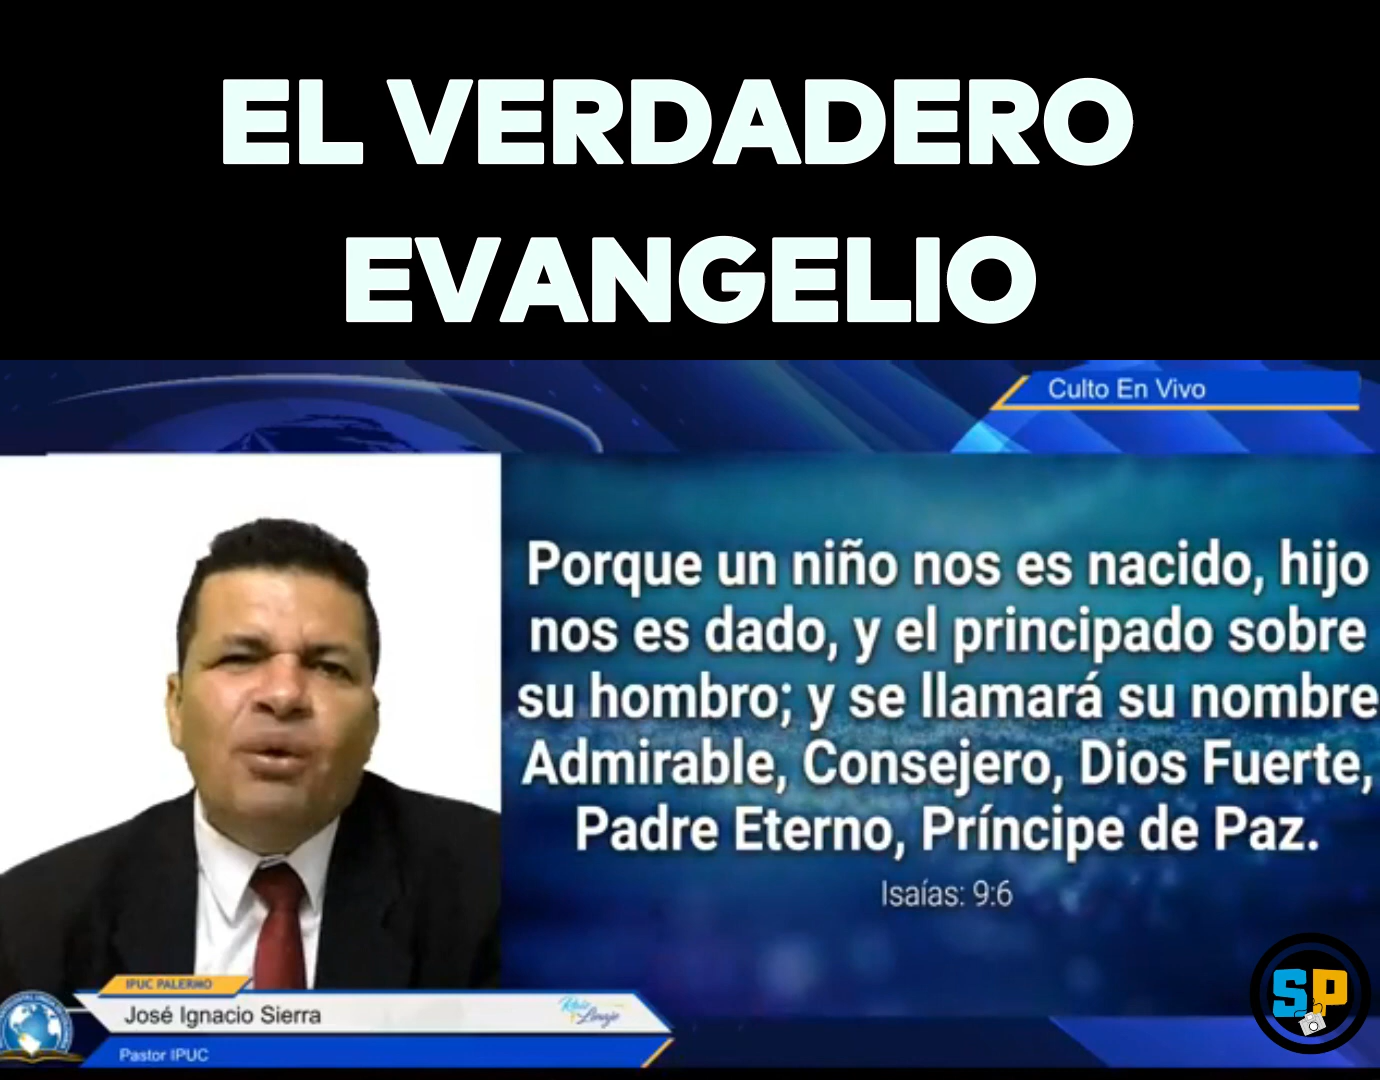 EL VERDADERO
EVANGELIO
Culto En Vivo
Porque un niño nos es nacido, hijo
nos es dado, y el principado sobre
su hombro; y se llamará su nombre
Admirable, Consejero, Dios Fuerte,
Padre Eterno, Príncipe de Paz.
Isaías: 9:6
IPUC PALERMO
José Ignacio Sierra
Real
Linaje
Pastor IPUC
SP